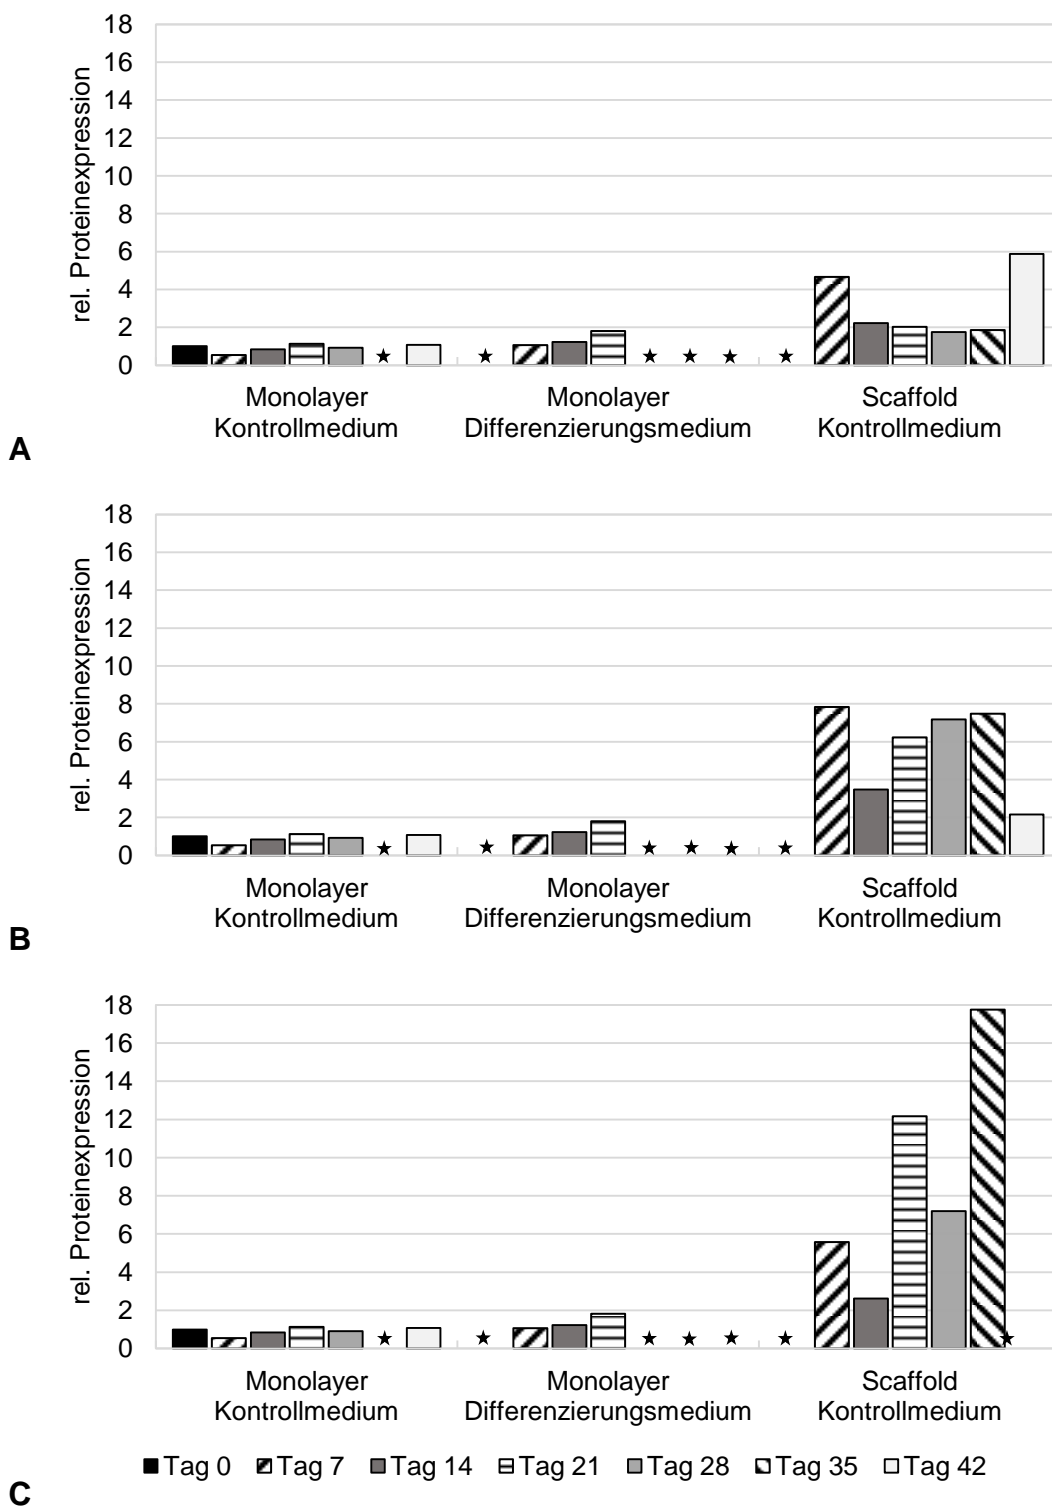 18
16
14
12
10
8
6
4
2
0
rel. Proteinexpression
Monolayer
Kontrollmedium
Monolayer
Differenzierungsmedium
Scaffold
Kontrollmedium
A
18
16
14
12
10
8
6
4
2
0
rel. Proteinexpression
Monolayer
Kontrollmedium
Monolayer
Differenzierungsmedium
Scaffold
Kontrollmedium
B
18
16
14
12
10
8
6
4
2
0
rel. Proteinexpression
Monolayer
Kontrollmedium
Monolayer
Differenzierungsmedium
Scaffold
Kontrollmedium
Tag 0 Tag 7 Tag 14 Tag 21 Tag 28 Tag 35 Tag 42
C